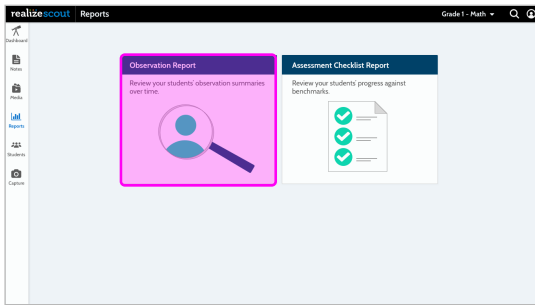 realizescout Reports Grade 1 - Math
Dashboard
Notes
Media
Reports
Students
Capture
Observation Report
Review your students' observation summaries
over time.
Assessment Checklist Report
Review your students' progress against
benchmarks.